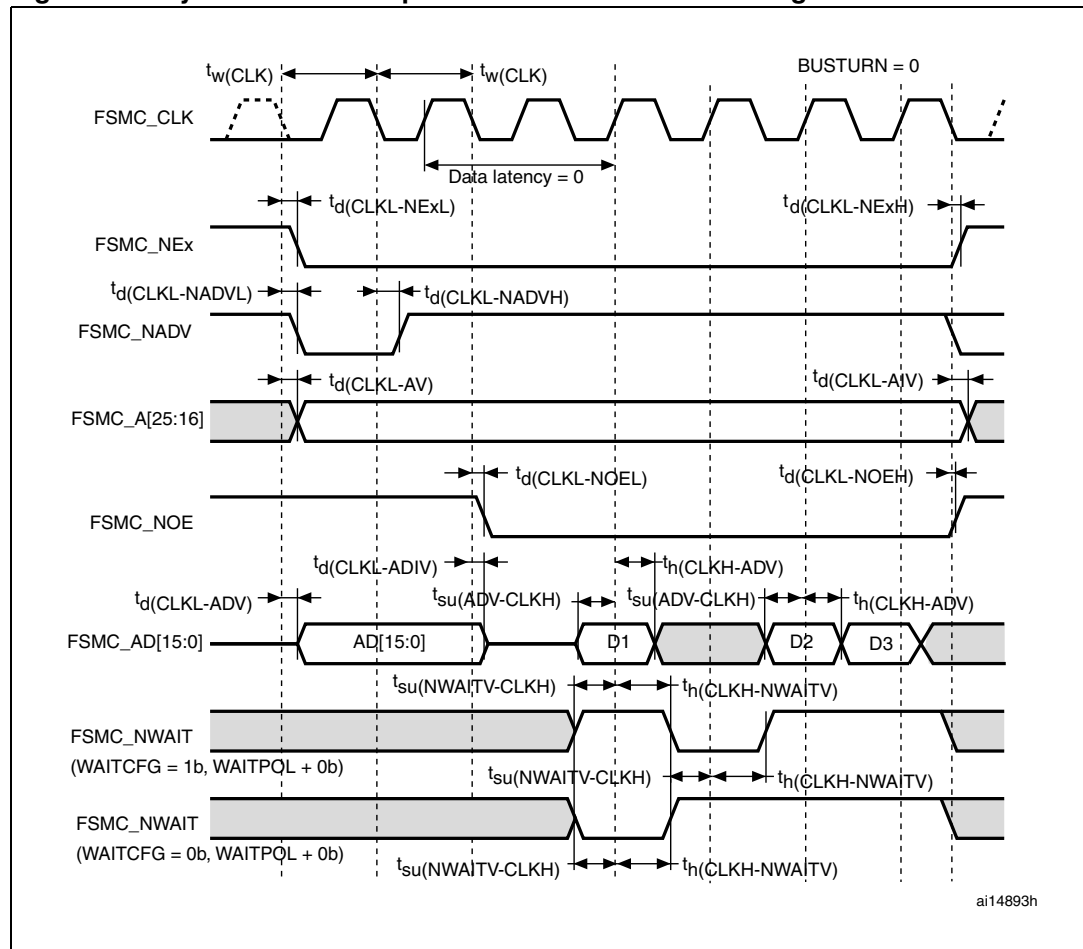 tw(CLK) tw(CLK) BUSTURN = 0
FSMC_CLK
Data latency = 0
td(CLKL-NExL) td(CLKL-NExH)
FSMC_NEx
td(CLKL-NADVL) td(CLKL-NADVH)
FSMC_NADV
td(CLKL-AV) td(CLKL-AIV)
FSMC_A[25:16]
td(CLKL-NOEL) td(CLKL-NOEH)
FSMC_NOE
td(CLKL-ADIV) th(CLKH-ADV)
td(CLKL-ADV) tsu(ADV-CLKH) tsu(ADV-CLKH) th(CLKH-ADV)
FSMC_AD[15:0] AD[15:0] D1 D2 D3
tsu(NWAITV-CLKH) th(CLKH-NWAITV)
FSMC_NWAIT
(WAITCFG = 1b, WAITPOL + 0b)
tsu(NWAITV-CLKH) th(CLKH-NWAITV)
FSMC_NWAIT
(WAITCFG = 0b, WAITPOL + 0b)
tsu(NWAITV-CLKH) th(CLKH-NWAITV)
ai14893h